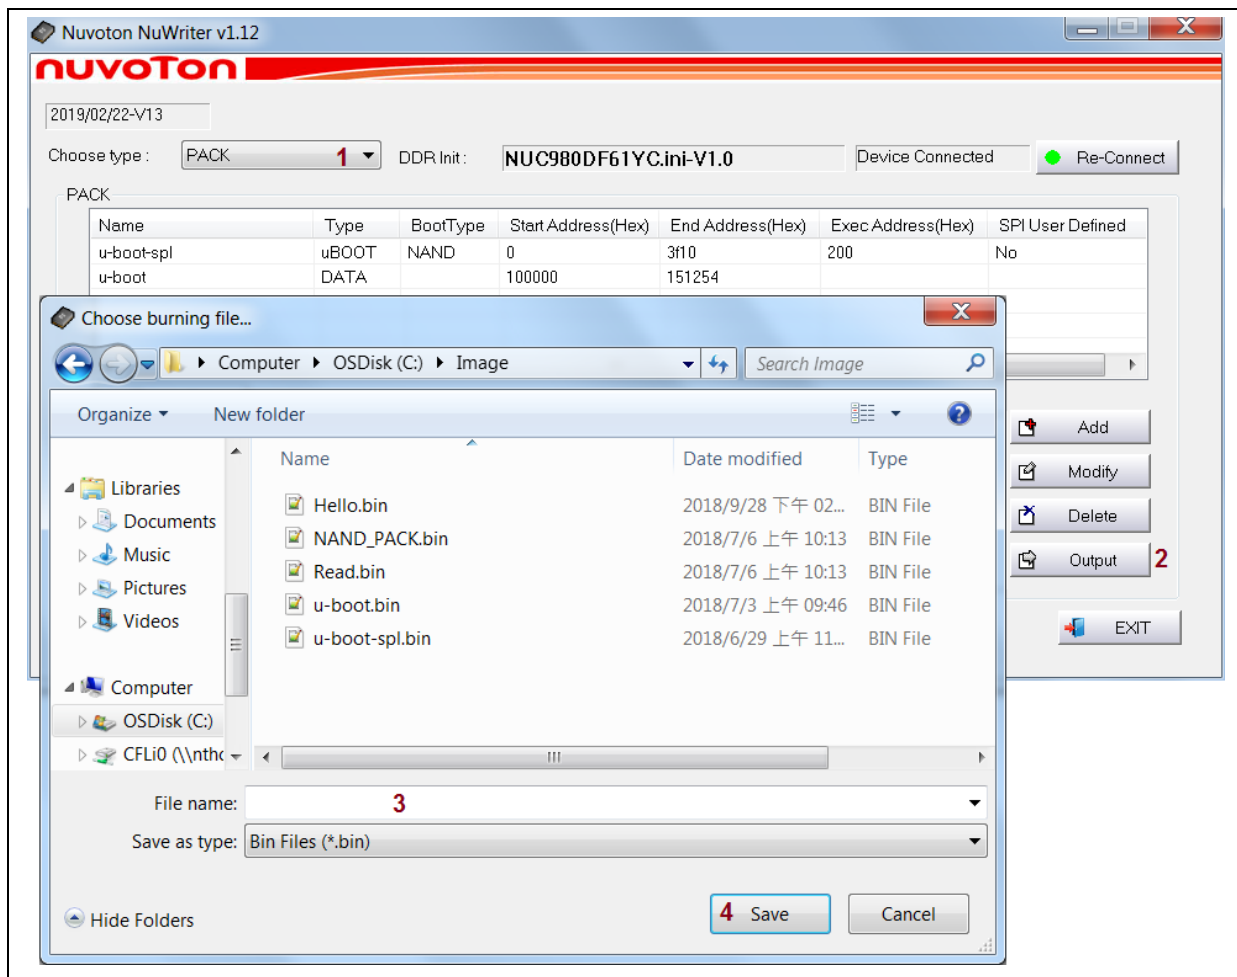 Nuvoton NuWriter v1.12
nuvoTon
2019/02/22-V13
Choose type : PACK 1 DDR Init : NUC980DF61YC.ini-V1.0 Device Connected Re-Connect
PACK
Name Type BootType Start Address(Hex) End Address(Hex) Exec Address(Hex) SPI User Defined
u-boot-spl uBOOT NAND 0 3f10 200 No
u-boot DATA 100000 151254
Choose burning file...
Computer OSDisk (C:) Image Search Image
Organize New folder
Add
Name Date modified Type
Modify
Libraries
Hello.bin 2018/9/28 下午 02... BIN File
Documents
Delete
NAND_PACK.bin 2018/7/6 上午 10:13 BIN File
Music
Output 2
Read.bin 2018/7/6 上午 10:13 BIN File
Pictures
u-boot.bin 2018/7/3 上午 09:46 BIN File
Videos
EXIT
u-boot-spl.bin 2018/6/29 上午 11... BIN File
Computer
OSDisk (C:)
CFLi0 (\\nthc
File name: 3
Save as type: Bin Files (*.bin)
Hide Folders 4 Save Cancel